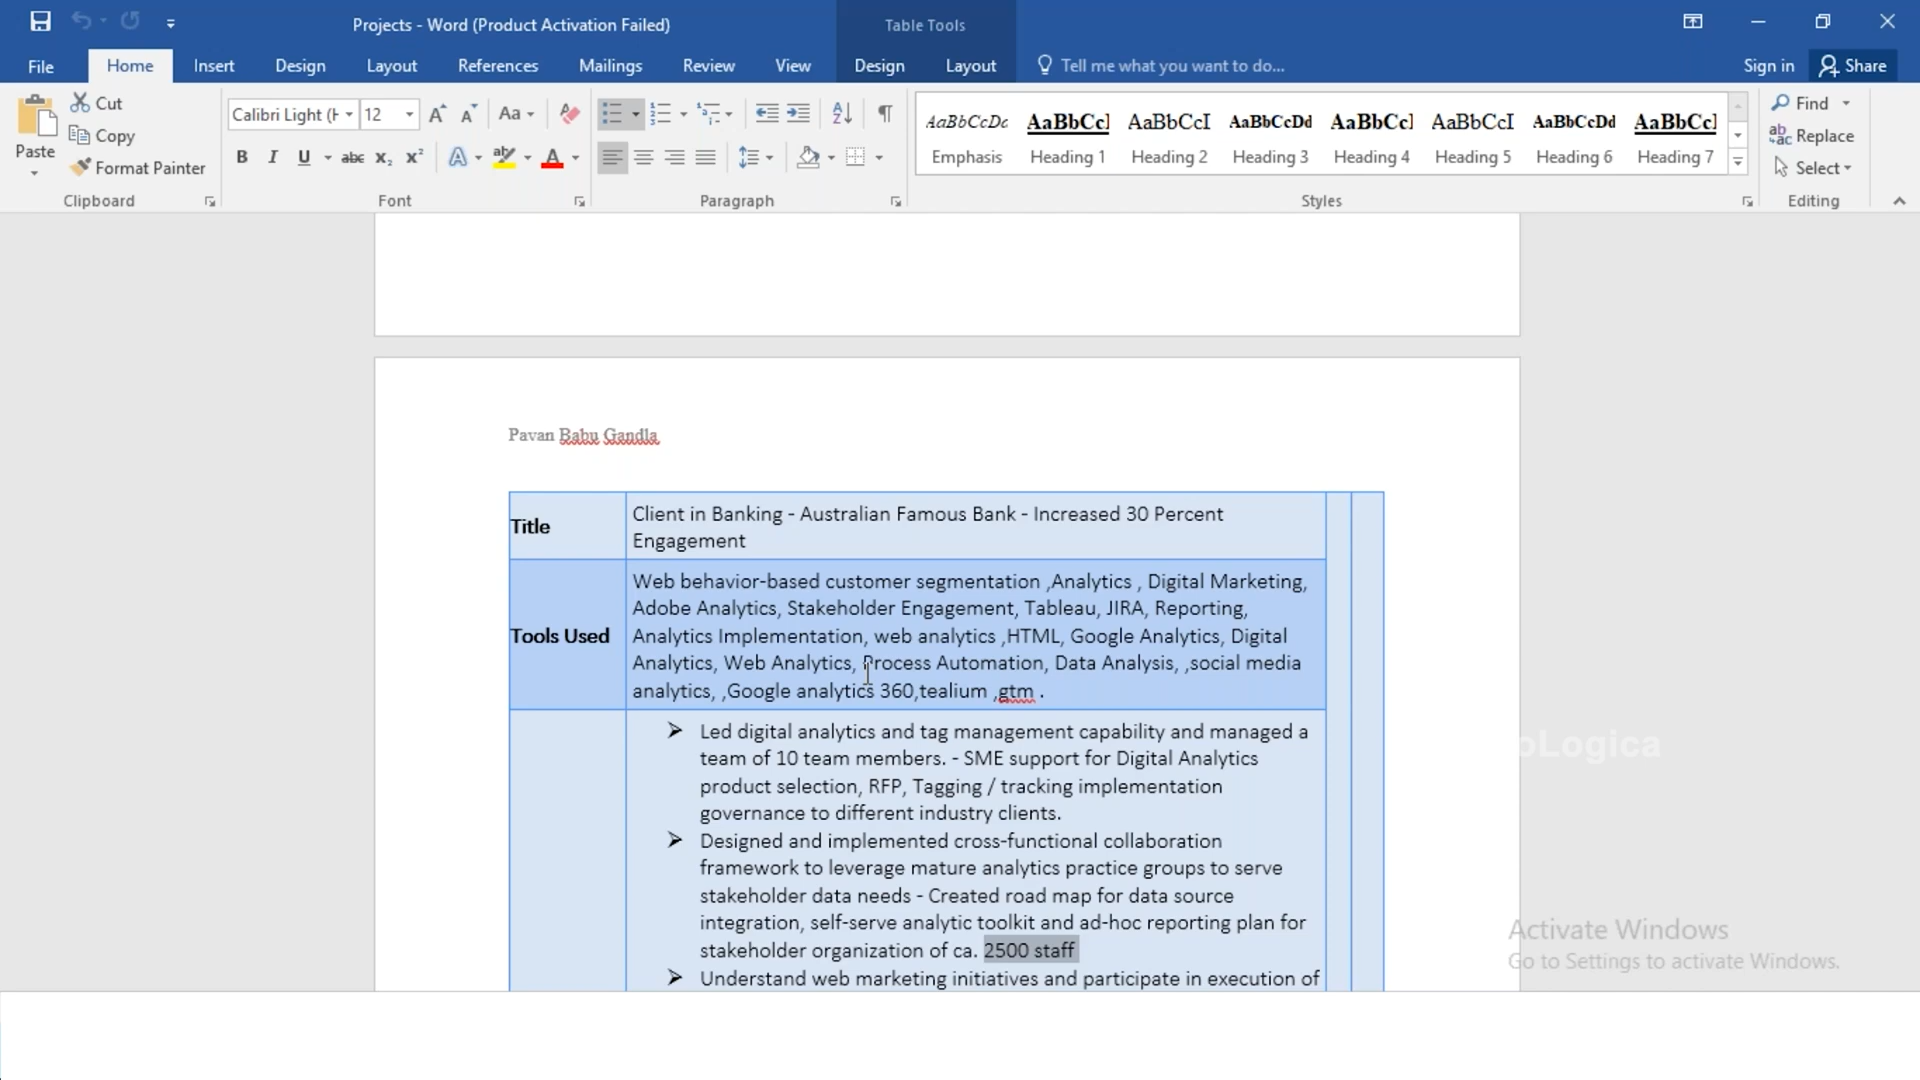 Projects - Word (Product Activation Failed)
Table Tools
File Home Insert Design Layout References Mailings Review View Design Layout Tell me what you want to do... Sign in Share
Paste
Cut
Copy
Format Painter
Clipboard
Calibri Light (H 12 Aa
B I U abc X₂ X² A ab A
Font
Paragraph
AaBbCcDc AaBbCcI AaBbCcI AaBbCcDd AaBbCcI AaBbCcI AaBbCcDd AaBbCcI
Emphasis Heading 1 Heading 2 Heading 3 Heading 4 Heading 5 Heading 6 Heading 7
Styles
Find
Replace
Select
Editing
Pavan Babu Gandla
Title
Client in Banking - Australian Famous Bank - Increased 30 Percent
Engagement
Tools Used
Web behavior-based customer segmentation ,Analytics , Digital Marketing,
Adobe Analytics, Stakeholder Engagement, Tableau, JIRA, Reporting,
Analytics Implementation, web analytics ,HTML, Google Analytics, Digital
Analytics, Web Analytics, Process Automation, Data Analysis, ,social media
analytics, ,Google analytics 360,tealium ,gtm .
➢ Led digital analytics and tag management capability and managed a
team of 10 team members. - SME support for Digital Analytics
product selection, RFP, Tagging / tracking implementation
governance to different industry clients.
➢ Designed and implemented cross-functional collaboration
framework to leverage mature analytics practice groups to serve
stakeholder data needs - Created road map for data source
integration, self-serve analytic toolkit and ad-hoc reporting plan for
stakeholder organization of ca. 2500 staff
➢ Understand web marketing initiatives and participate in execution of
oLogica
Activate Windows
Go to Settings to activate Windows.